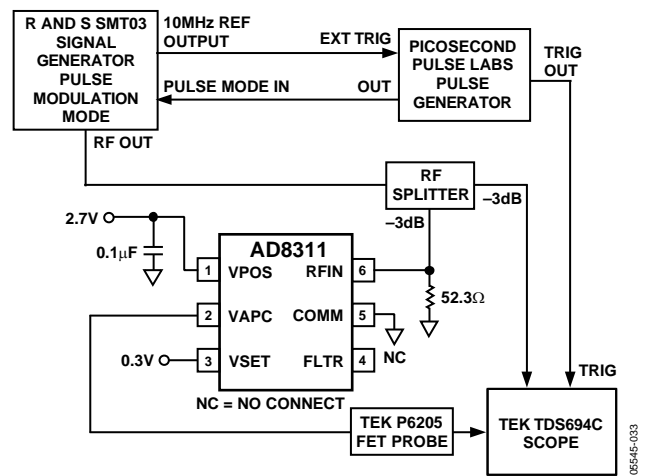 R AND S SMT03
SIGNAL
GENERATOR
PULSE
MODULATION
MODE
10MHz REF
OUTPUT
EXT TRIG
PICOSECOND
PULSE LABS
PULSE
GENERATOR
TRIG
OUT
PULSE MODE IN
OUT
RF OUT
RF
SPLITTER
–3dB
–3dB
2.7V
0.1μF
AD8311
1 VPOS RFIN 6
52.3Ω
2 VAPC COMM 5
NC
0.3V
3 VSET FLTR 4
NC = NO CONNECT
TRIG
TEK P6205
FET PROBE
TEK TDS694C
SCOPE
05545-033